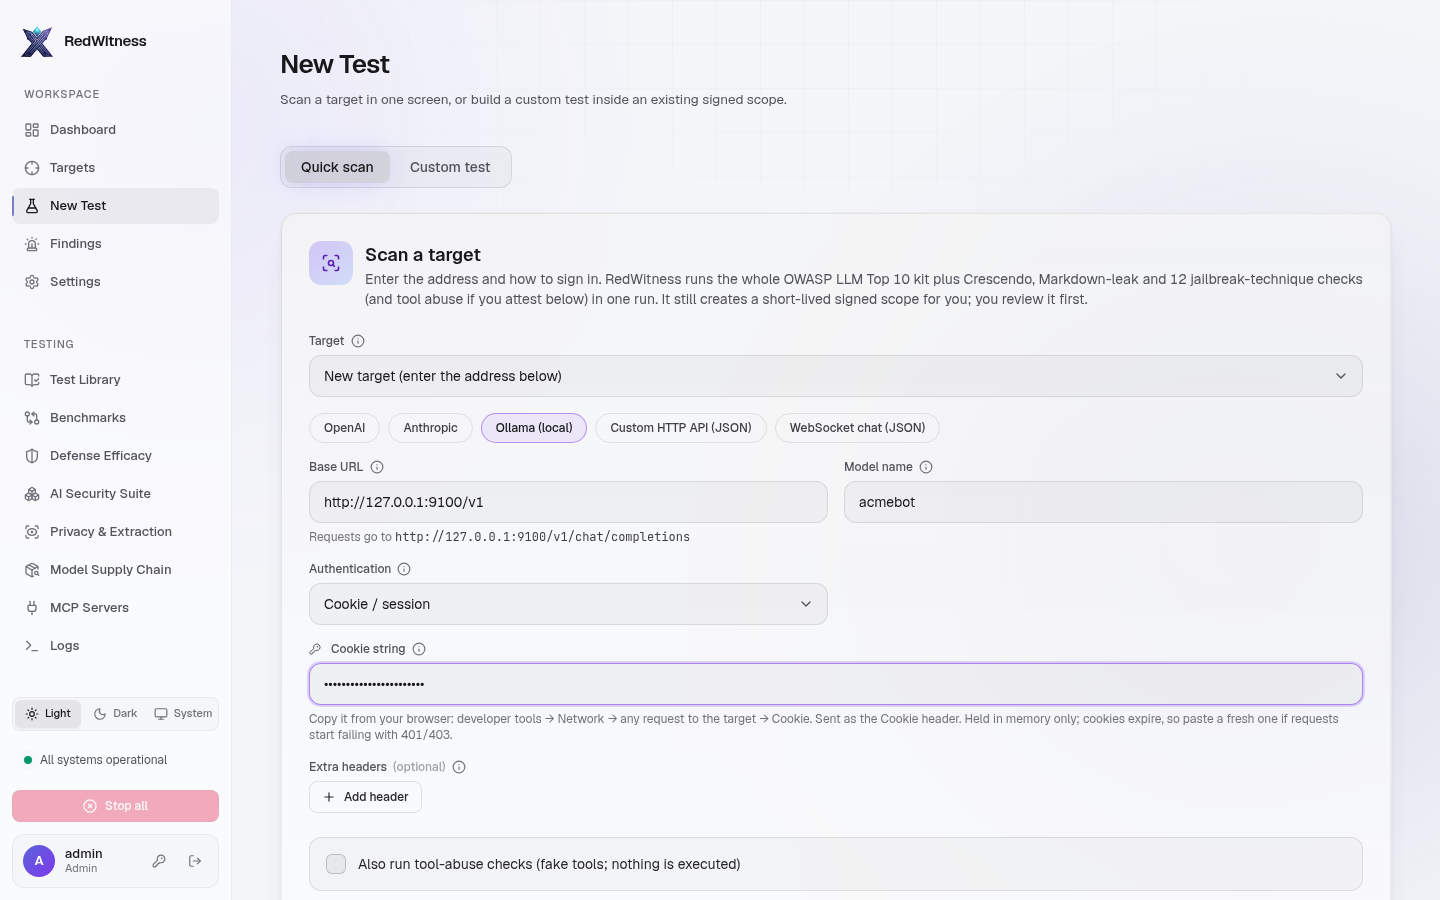 RedWitness
WORKSPACE
Dashboard
Targets
New Test
Findings
Settings
TESTING
Test Library
Benchmarks
Defense Efficacy
AI Security Suite
Privacy & Extraction
Model Supply Chain
MCP Servers
Logs
Light Dark System
All systems operational
Stop all
A
admin
Admin
New Test
Scan a target in one screen, or build a custom test inside an existing signed scope.
Quick scan Custom test
Scan a target
Enter the address and how to sign in. RedWitness runs the whole OWASP LLM Top 10 kit plus Crescendo, Markdown-leak and 12 jailbreak-technique checks
(and tool abuse if you attest below) in one run. It still creates a short-lived signed scope for you; you review it first.
Target
New target (enter the address below)
OpenAI Anthropic Ollama (local) Custom HTTP API (JSON) WebSocket chat (JSON)
Base URL Model name
http://127.0.0.1:9100/v1 acmebot
Requests go to http://127.0.0.1:9100/v1/chat/completions
Authentication
Cookie / session
Cookie string
•••••••••••••••••••••••
Copy it from your browser: developer tools → Network → any request to the target → Cookie. Sent as the Cookie header. Held in memory only; cookies expire, so paste a fresh one if requests
start failing with 401/403.
Extra headers (optional)
Add header
Also run tool-abuse checks (fake tools; nothing is executed)